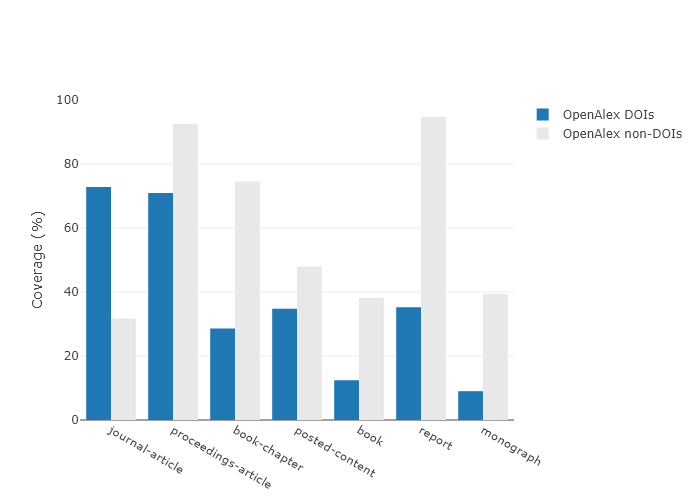 100
80
60
40
20
0
Coverage (%)
journal-article
proceedings-article
book-chapter
posted-content
book
report
monograph
OpenAlex DOIs
OpenAlex non-DOIs